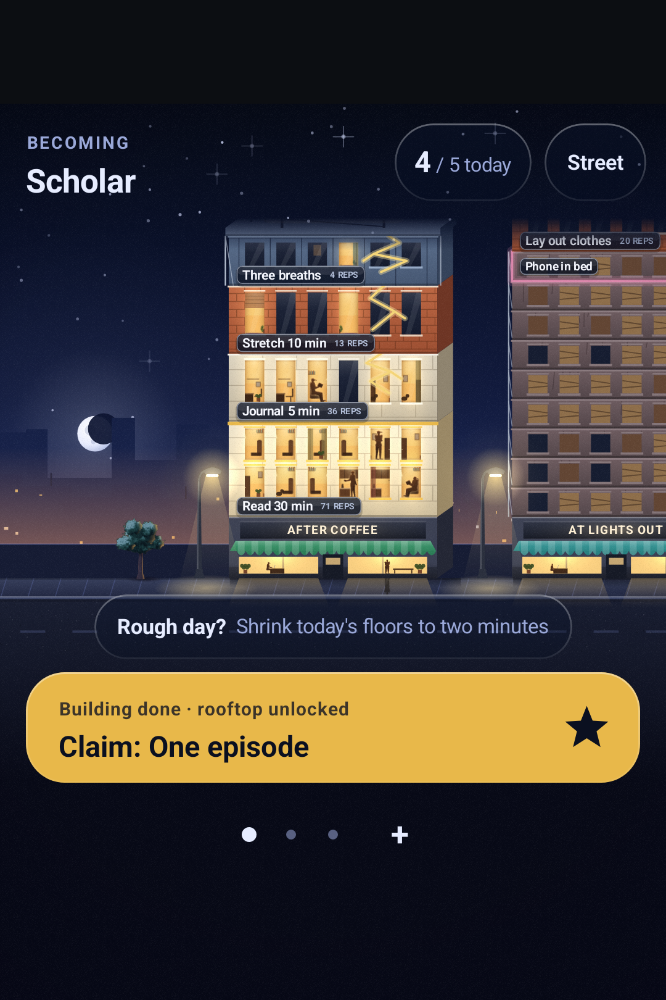 BECOMING
Scholar
4 / 5 today
Street
Three breaths 4 REPS
Stretch 10 min 13 REPS
Journal 5 min 36 REPS
Read 30 min 71 REPS
AFTER COFFEE
Lay out clothes 20 REPS
Phone in bed
AT LIGHTS OUT
Rough day? Shrink today's floors to two minutes
Building done · rooftop unlocked
Claim: One episode
+